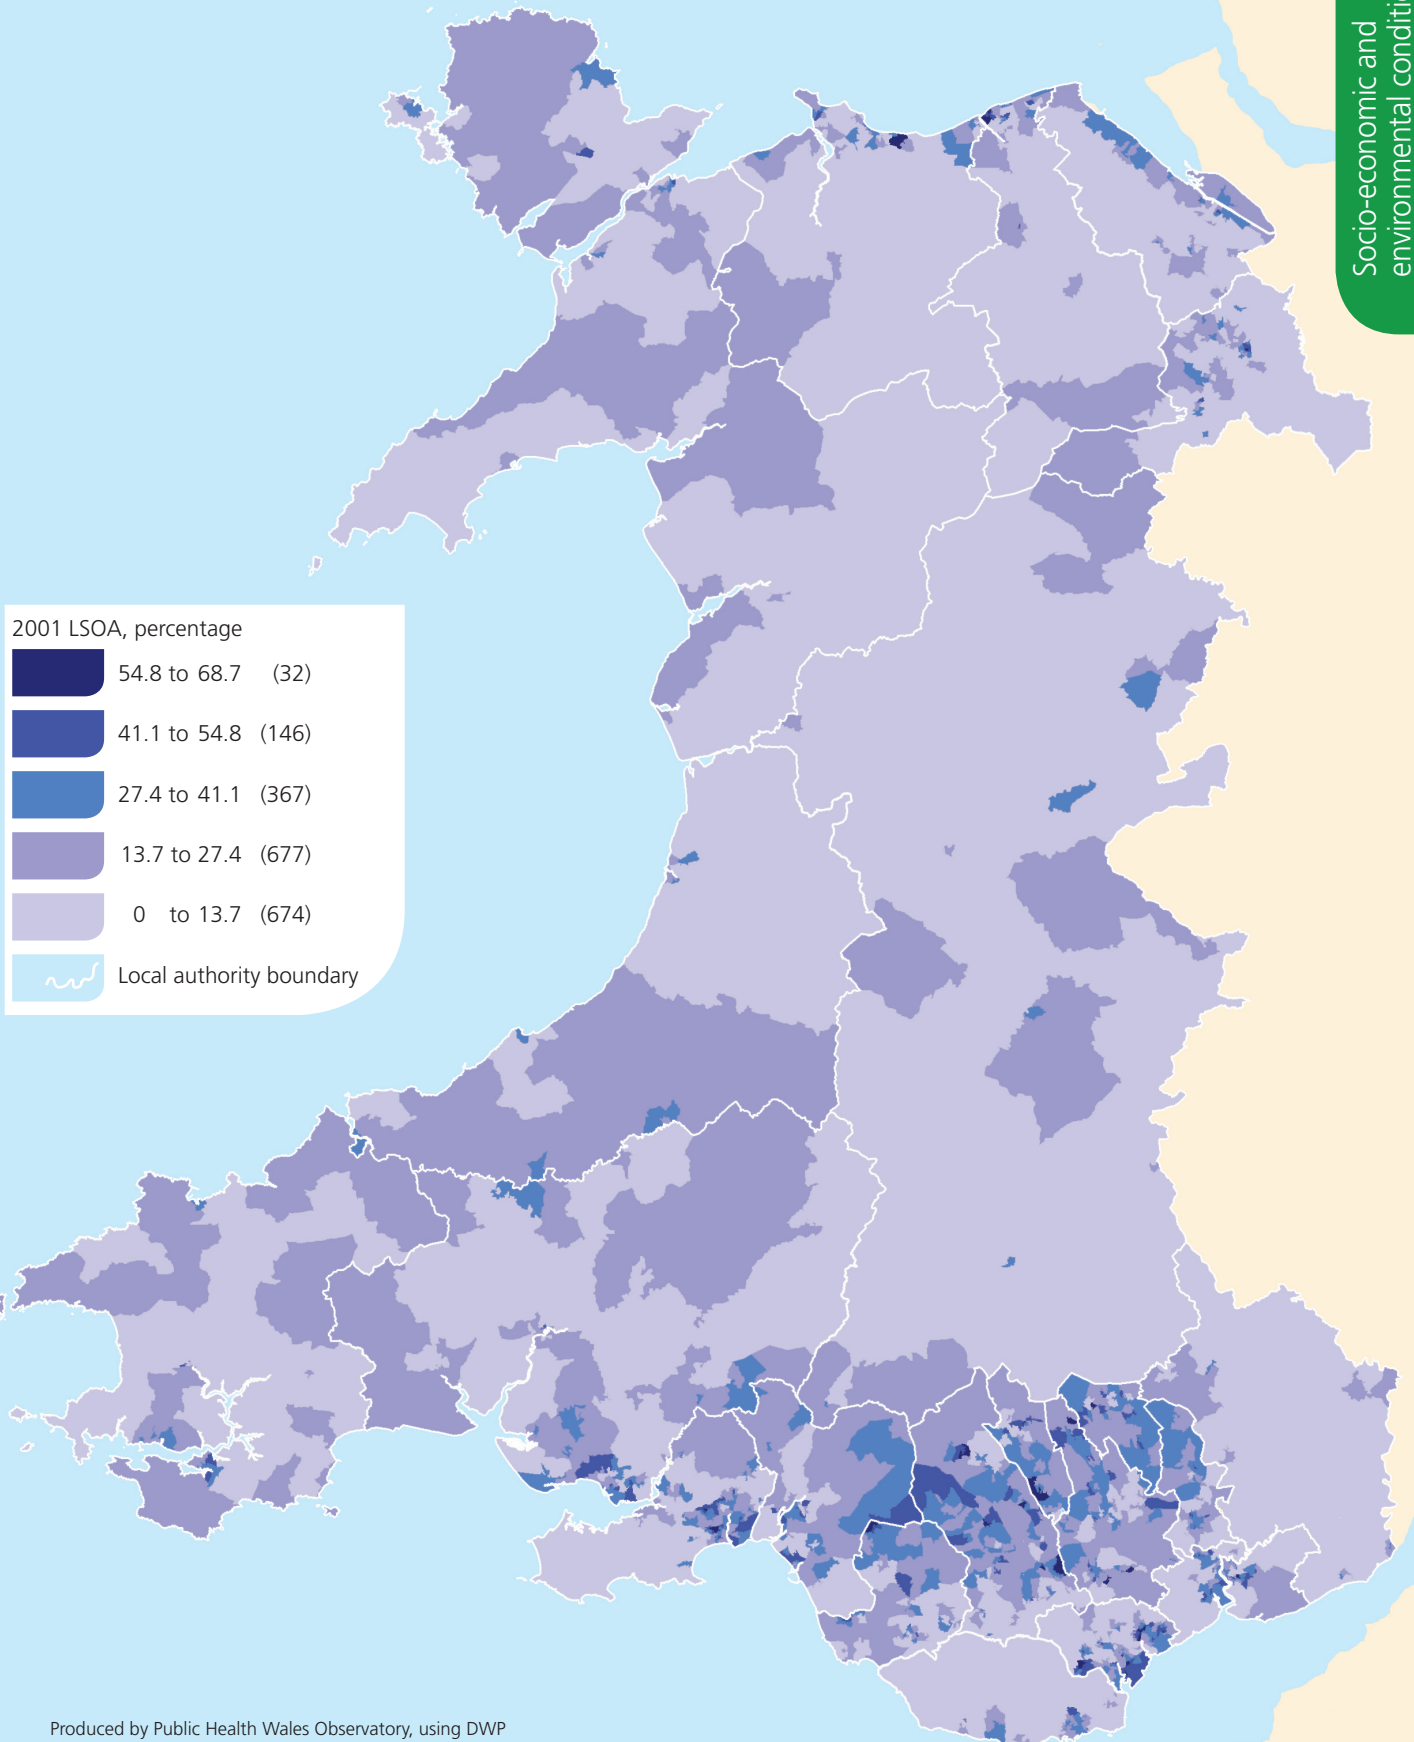 Socio-economic and
environmental
2001 LSOA, percentage
54.8 to 68.7 (32)
41.1 to 54.8 (146)
27.4 to 41.1 (367)
13.7 to 27.4 (677)
0 to 13.7 (674)
Local authority boundary
Produced by Public Health Wales Observatory, using DWP